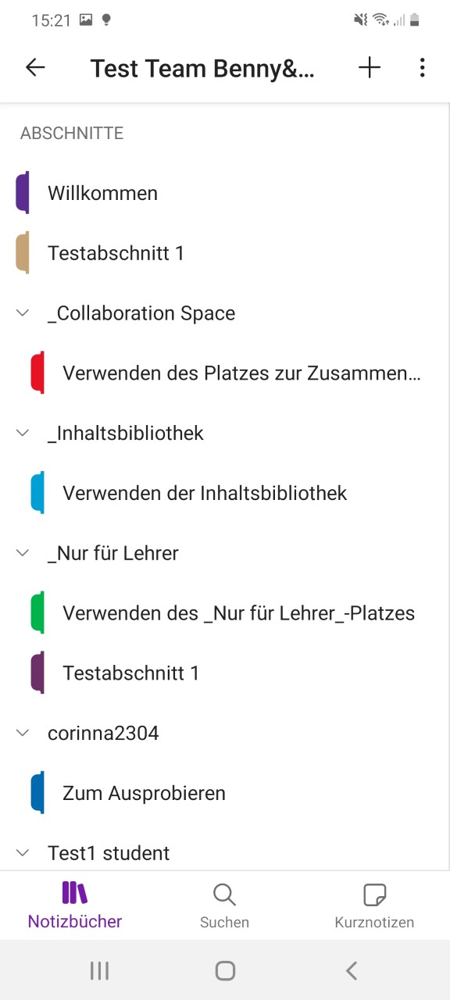 15:21
Test Team Benny&...
ABSCHNITTE
Willkommen
Testabschnitt 1
_Collaboration Space
Verwenden des Platzes zur Zusammen...
_Inhaltsbibliothek
Verwenden der Inhaltsbibliothek
_Nur für Lehrer
Verwenden des _Nur für Lehrer_-Platzes
Testabschnitt 1
corinna2304
Zum Ausprobieren
Test1 student
Notizbücher
Suchen
Kurznotizen